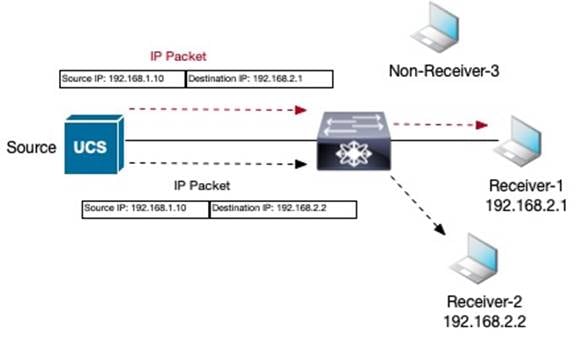 IP Packet
Source IP: 192.168.1.10 Destination IP: 192.168.2.1
Non-Receiver-3
Source
UCS
IP Packet
Source IP: 192.168.1.10 Destination IP: 192.168.2.2
Receiver-1
192.168.2.1
Receiver-2
192.168.2.2